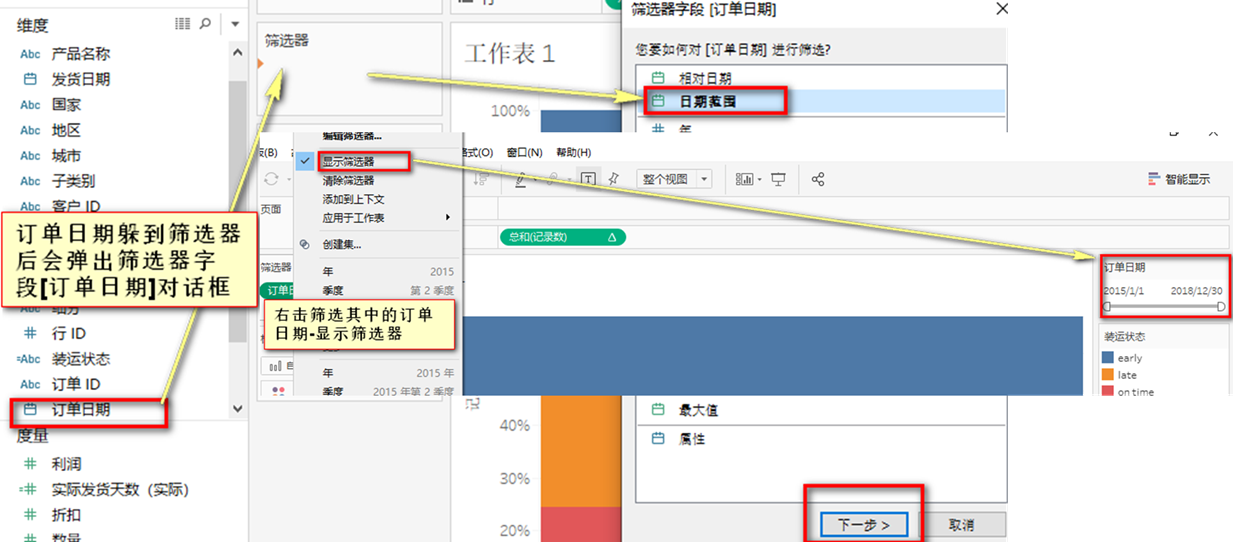 维度
Abc 产品名称
发货日期
Abc 国家
Abc 地区
Abc 城市
Abc 子类别
Abc 客户 ID
订单日期躲到筛选器
后会弹出筛选器字
段[订单日期]对话框
# 行 ID
=Abc 装运状态
Abc 订单 ID
订单日期
度量
# 利润
=# 实际发货天数（实际）
# 折扣
# 数量
筛选器
工作表 1
100%
筛选器字段 [订单日期]
您要如何对 [订单日期] 进行筛选?
相对日期
日期范围
# 年
编辑筛选器...
显示筛选器
清除筛选器
添加到上下文
应用于工作表
创建集...
年 2015
季度 第 2 季度
右击筛选其中的订单
日期-显示筛选器
年 2015 年
季度 2015 年第 2 季度
格式(O) 窗口(N) 帮助(H)
整个视图
智能显示
页面
总和(记录数) Δ
筛选器
订单日
订单日期
2015/1/1 2018/12/30
装运状态
early
late
on time
40%
30%
20%
最大值
属性
下一步 >
取消